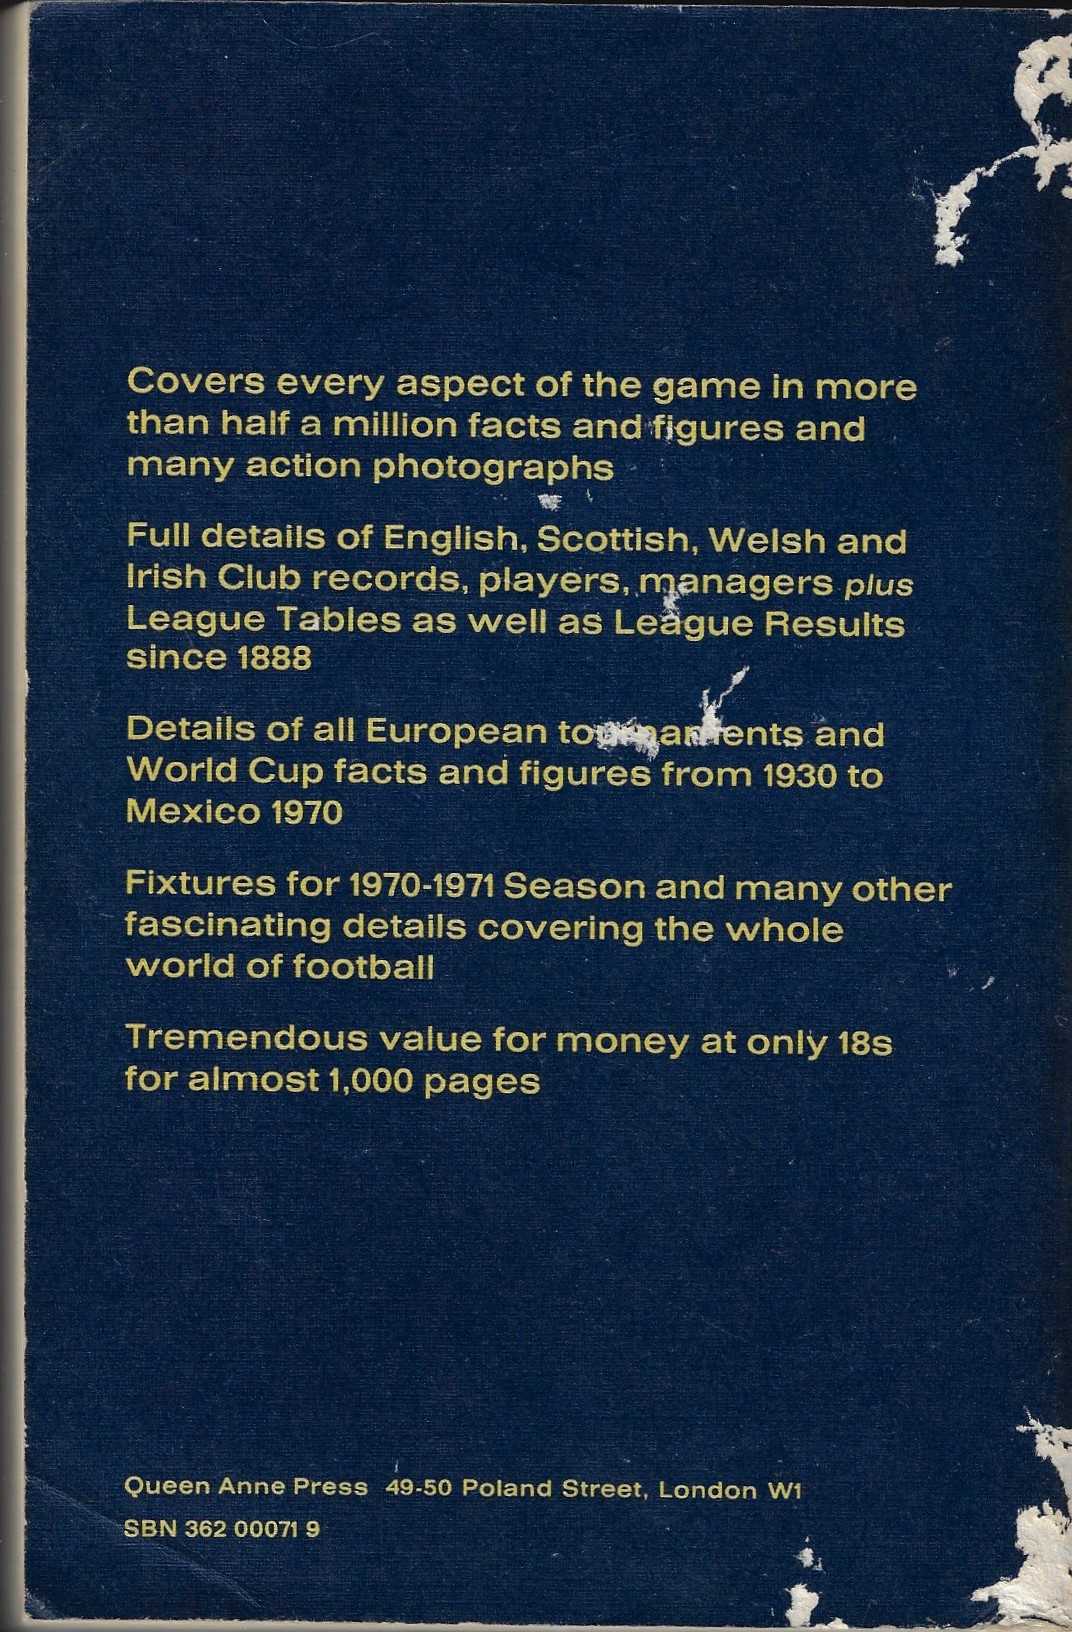 Covers every aspect of the game in more
than half a million facts and figures and
many action photographs
Full details of English, Scottish, Welsh and
Irish Club records, players, managers plus
League Tables as well as League Results
since 1888
Details of all European tournaments and
World Cup facts and figures from 1930 to
Mexico 1970
Fixtures for 1970-1971 Season and many other
fascinating details covering the whole
world of football
Tremendous value for money at only 18s
for almost 1,000 pages
Queen Anne Press 49-50 Poland Street, London W1
SBN 362 00071 9